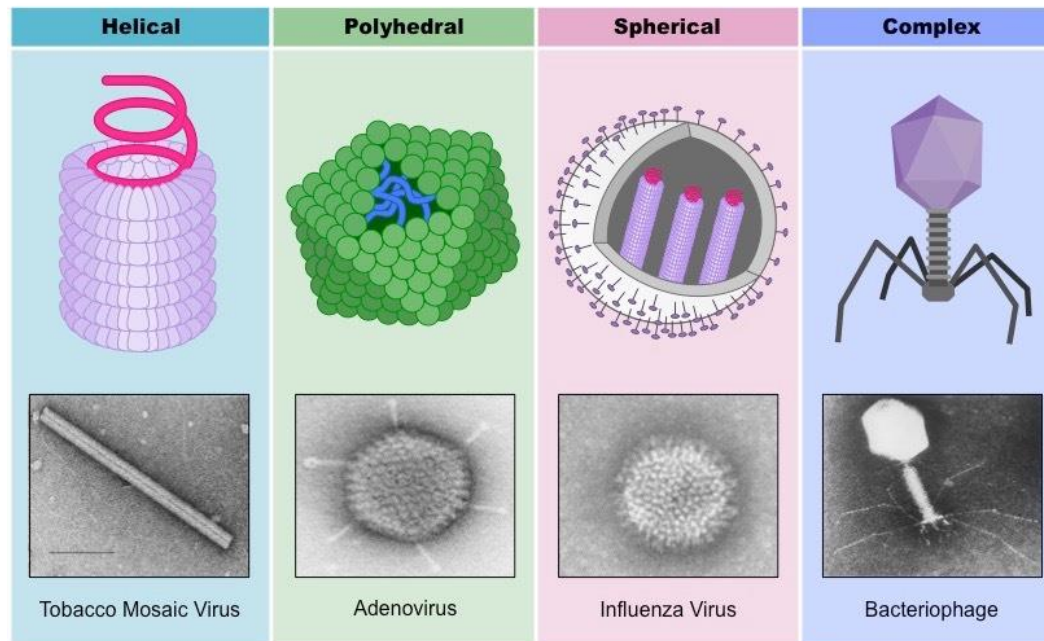 Helical
Polyhedral
Spherical
Complex
Tobacco Mosaic Virus
Adenovirus
Influenza Virus
Bacteriophage